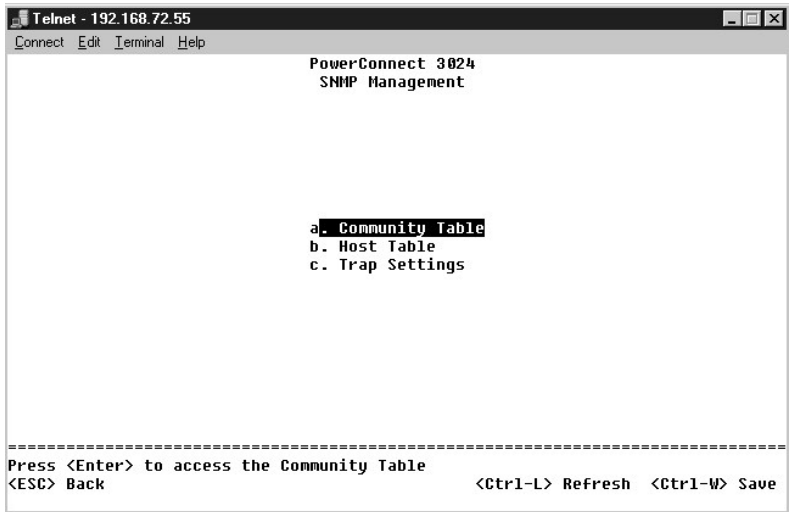 Telnet - 192.168.72.55
Connect Edit Terminal Help
PowerConnect 3024
SNMP Management
a. Community Table
b. Host Table
c. Trap Settings
================================================================================
Press <Enter> to access the Community Table
<ESC> Back <Ctrl-L> Refresh <Ctrl-W> Save